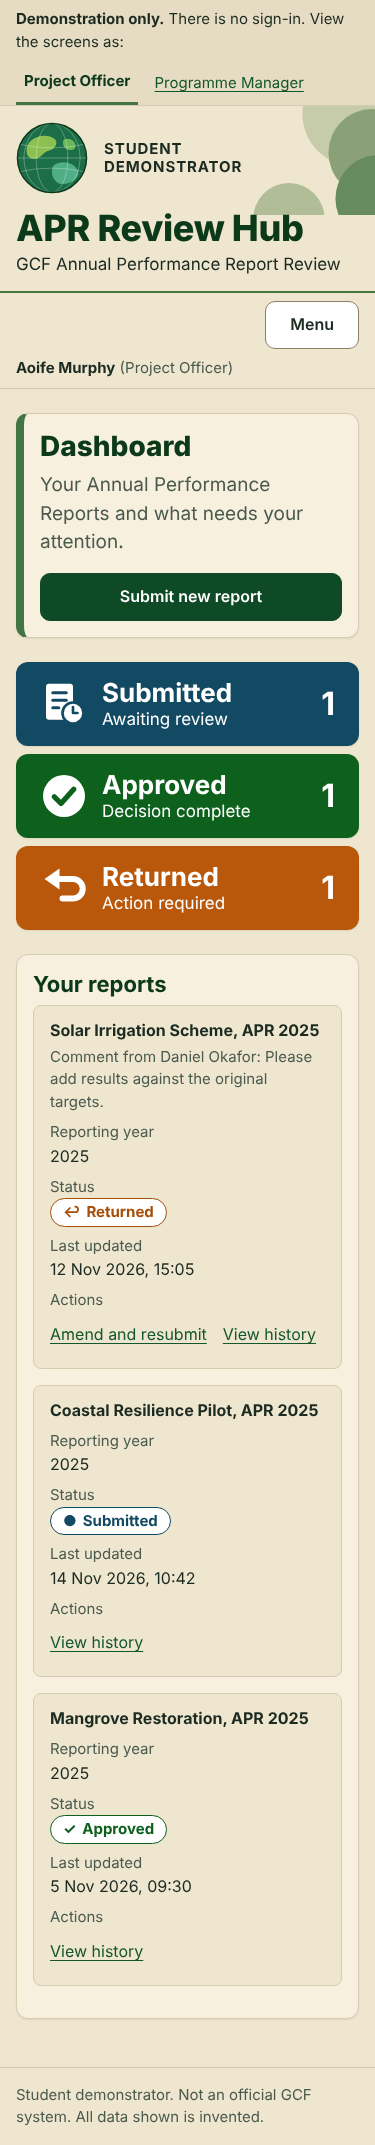 Demonstration only. There is no sign-in. View
the screens as:
Project Officer Programme Manager
STUDENT
DEMONSTRATOR
APR Review Hub
GCF Annual Performance Report Review
Menu
Aoife Murphy (Project Officer)
Dashboard
Your Annual Performance
Reports and what needs your
attention.
Submit new report
Submitted
Awaiting review
1
Approved
Decision complete
1
Returned
Action required
1
Your reports
Solar Irrigation Scheme, APR 2025
Comment from Daniel Okafor: Please
add results against the original
targets.
Reporting year
2025
Status
Returned
Last updated
12 Nov 2026, 15:05
Actions
Amend and resubmit View history
Coastal Resilience Pilot, APR 2025
Reporting year
2025
Status
Submitted
Last updated
14 Nov 2026, 10:42
Actions
View history
Mangrove Restoration, APR 2025
Reporting year
2025
Status
Approved
Last updated
5 Nov 2026, 09:30
Actions
View history
Student demonstrator. Not an official GCF
system. All data shown is invented.